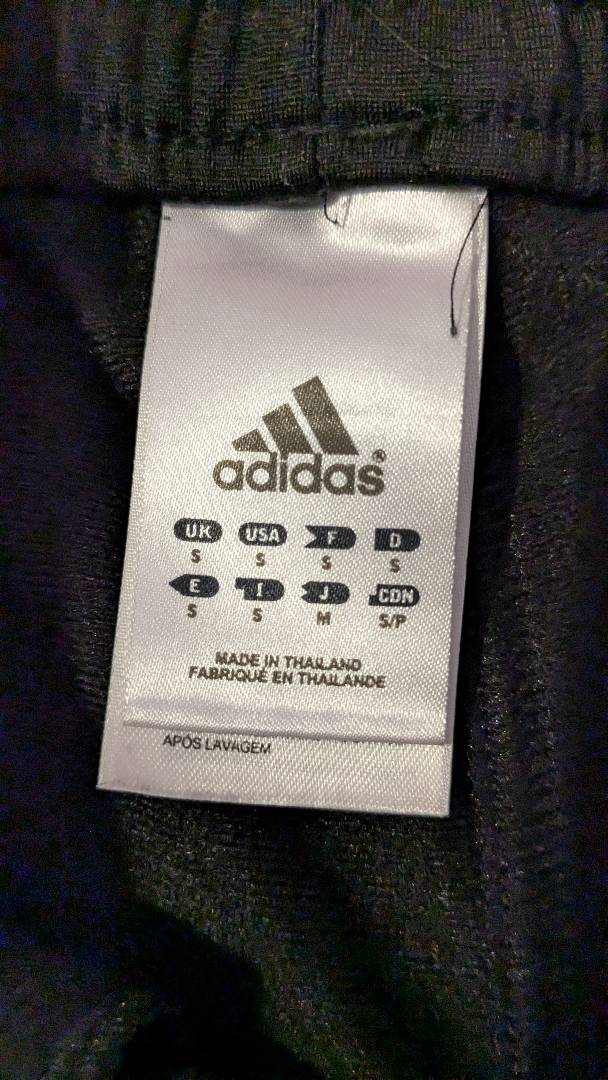 adidas®
UK USA F D
S S S S
E I J CDN
S S M S/P
MADE IN THAILAND
FABRIQUÉ EN THAILANDE
APÓS LAVAGEM